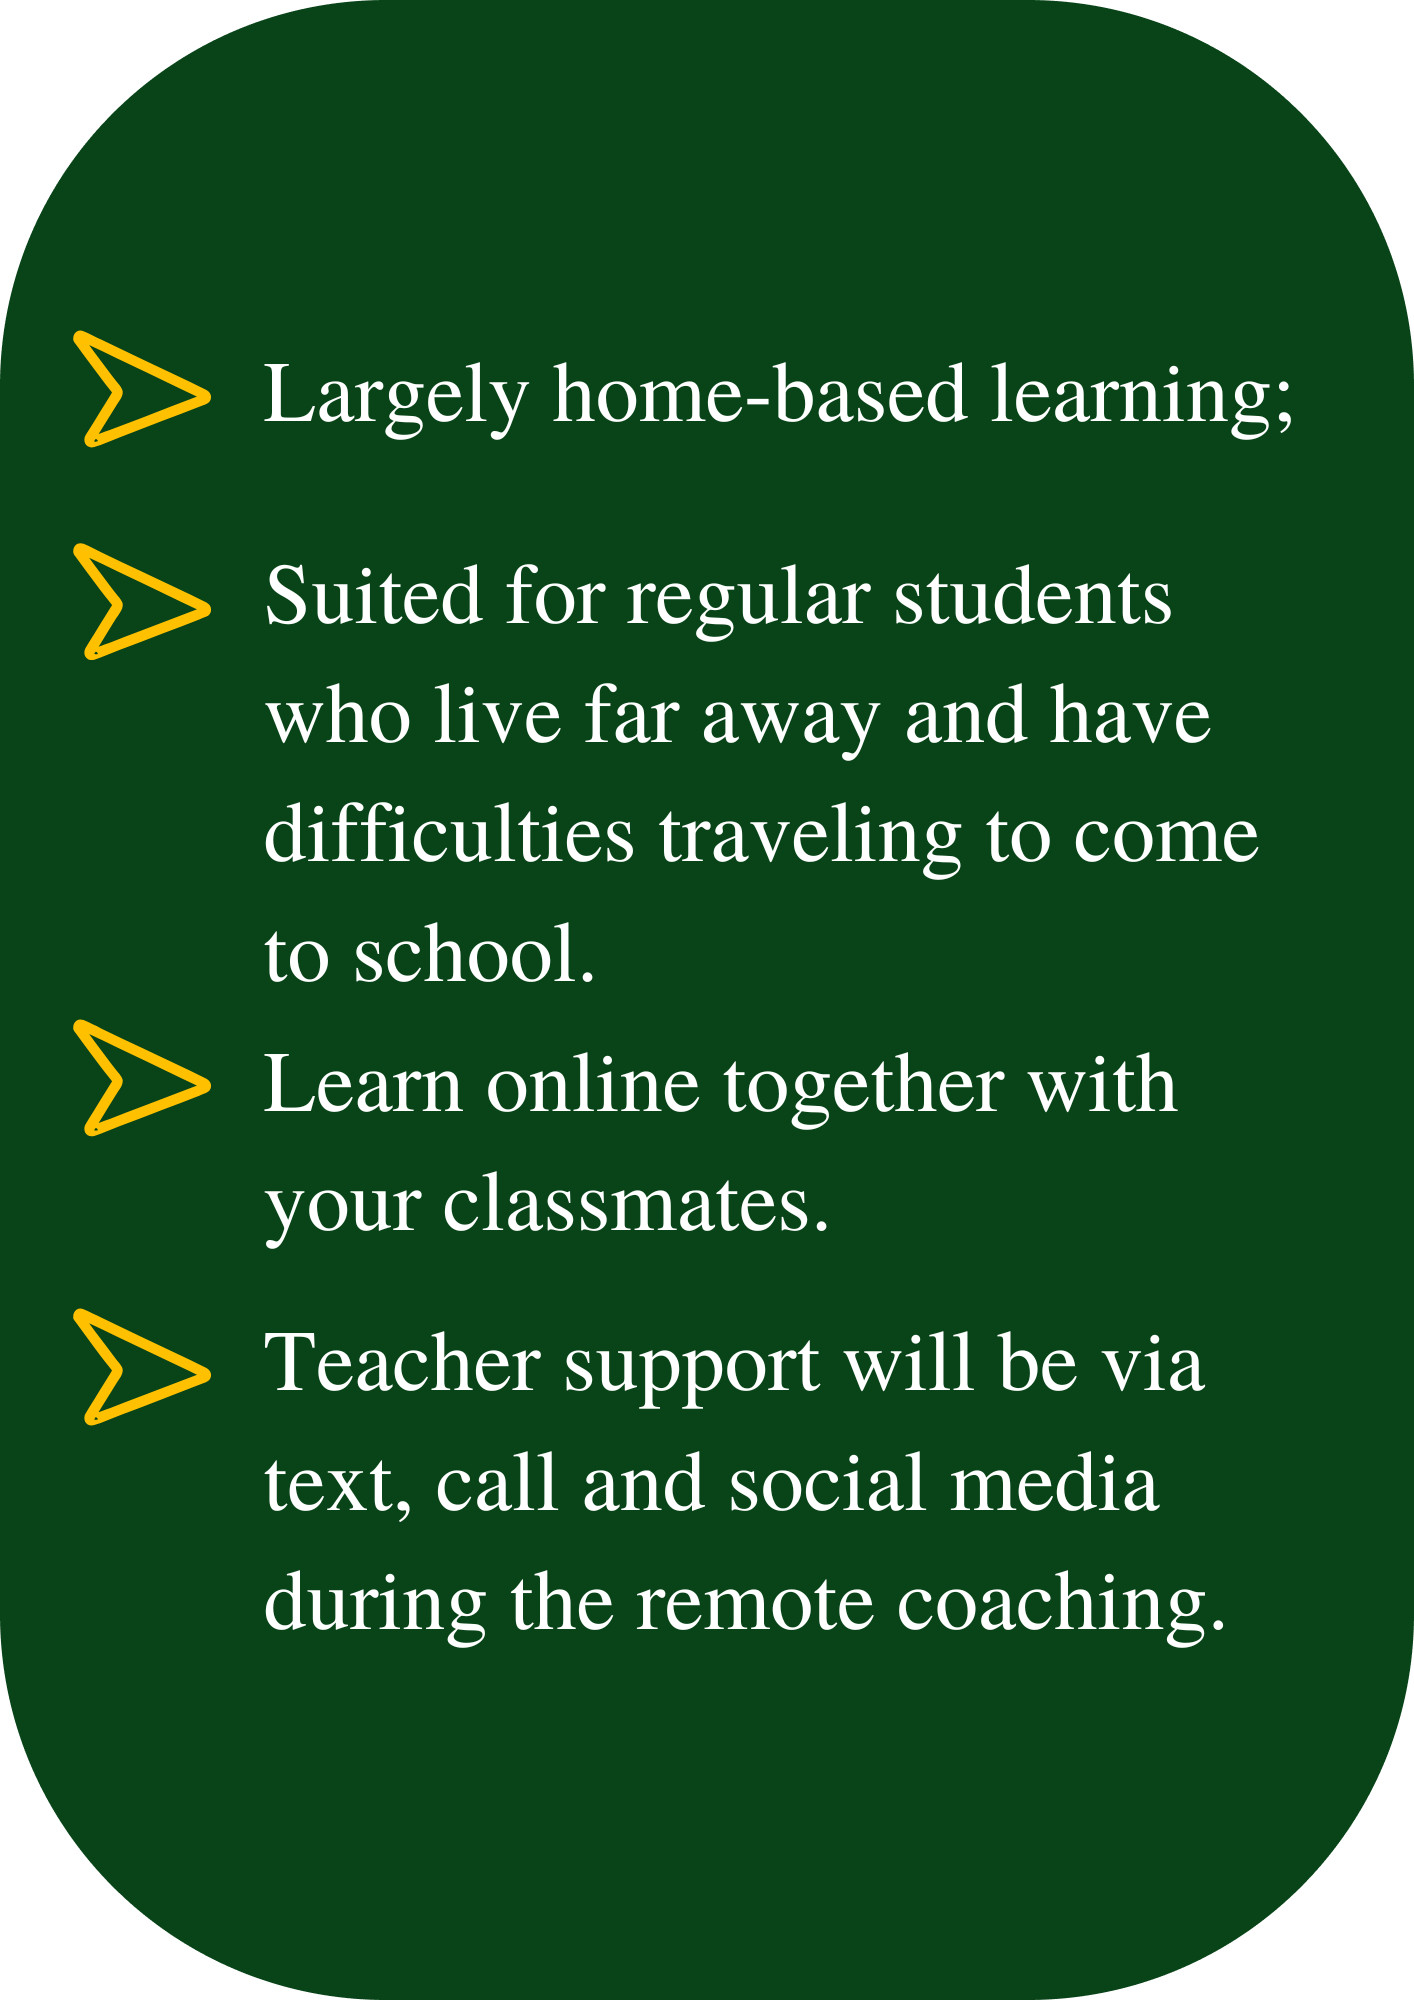 Largely home-based learning;
Suited for regular students
who live far away and have
difficulties traveling to come
to school.
Learn online together with
your classmates.
Teacher support will be via
text, call and social media
during the remote coaching.